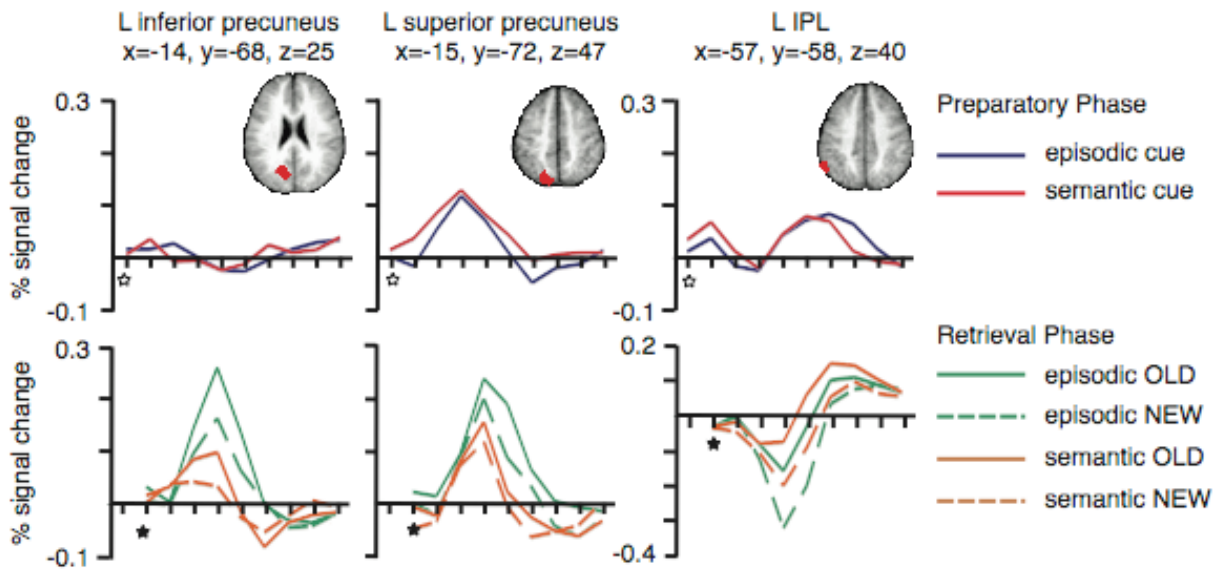 L inferior precuneus
x=-14, y=-68, z=25
L superior precuneus
x=-15, y=-72, z=47
L IPL
x=-57, y=-58, z=40
% signal change
0.3
-0.1
0.3
-0.1
Preparatory Phase
episodic cue
semantic cue
% signal change
0.3
-0.1
0.2
-0.4
Retrieval Phase
episodic OLD
episodic NEW
semantic OLD
semantic NEW